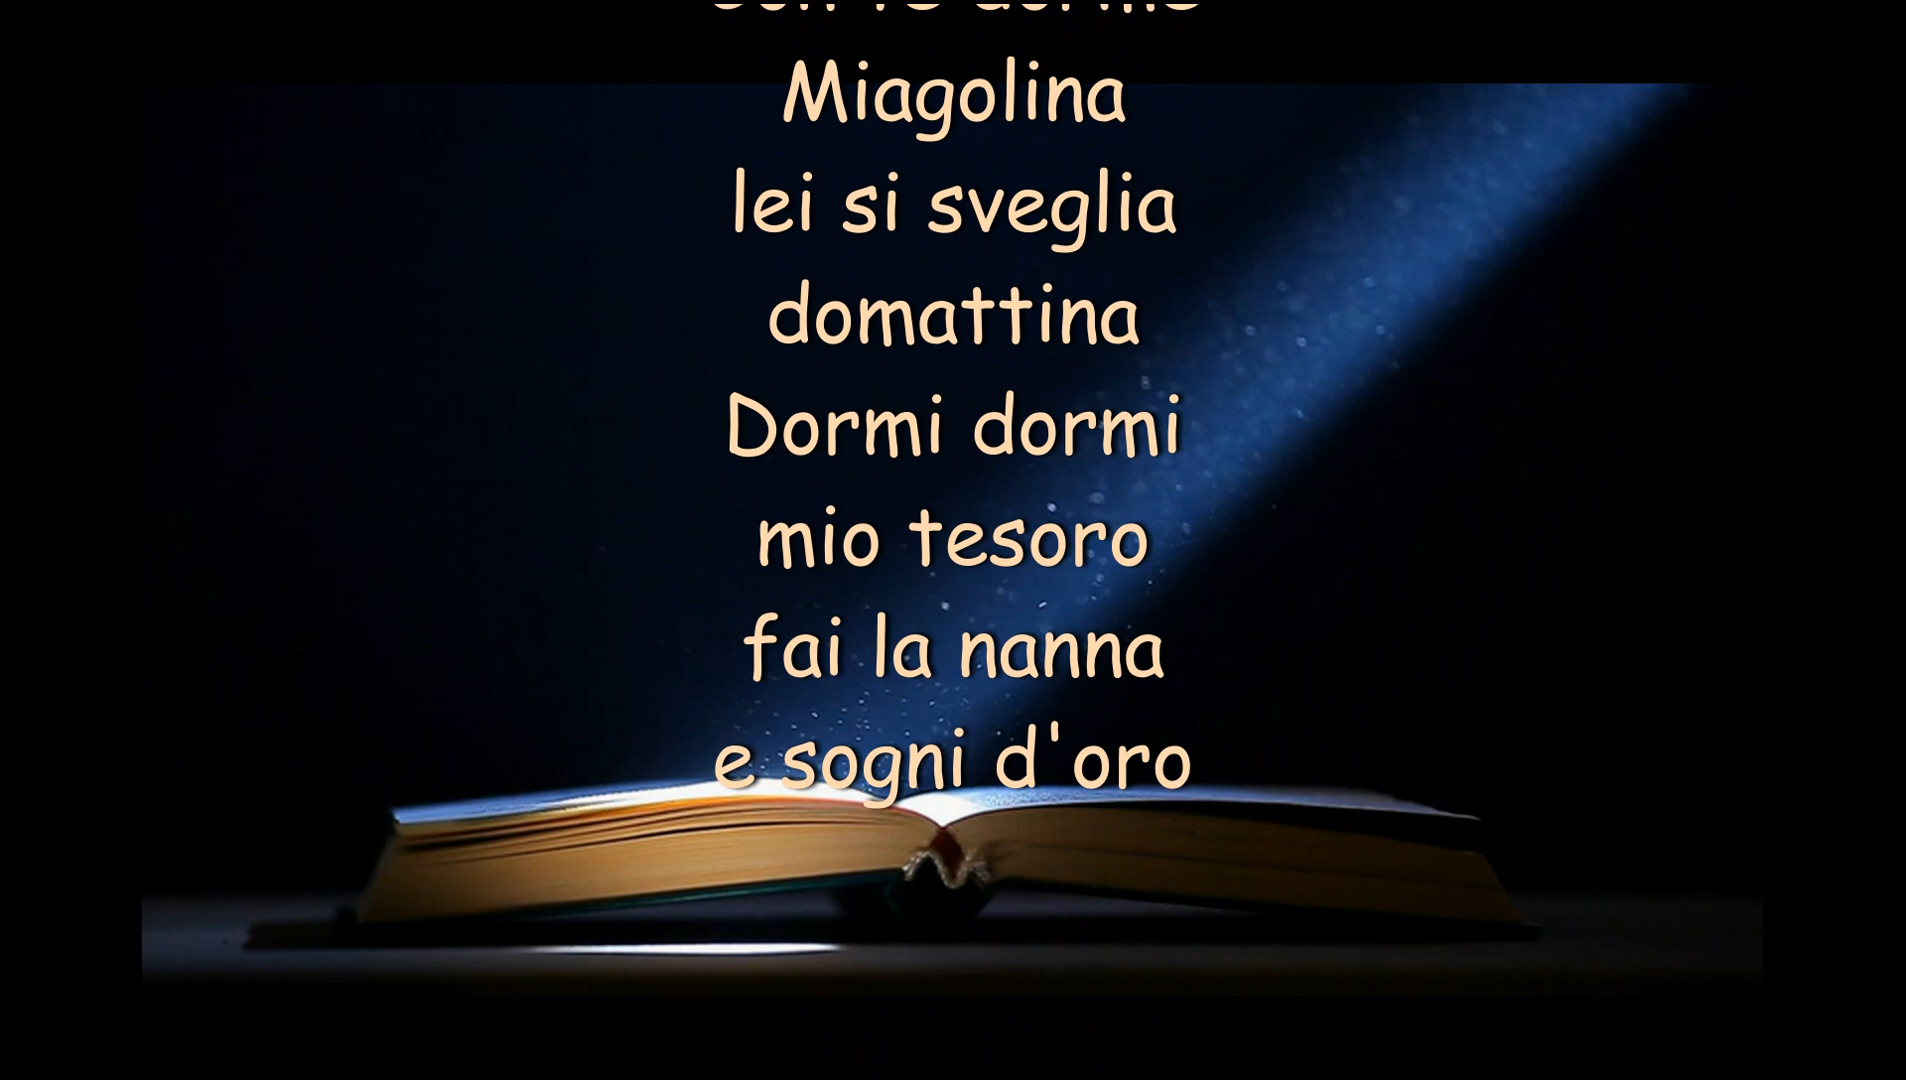 Miagolina
lei si sveglia
domattina
Dormi dormi
mio tesoro
fai la nanna
e sogni d'oro